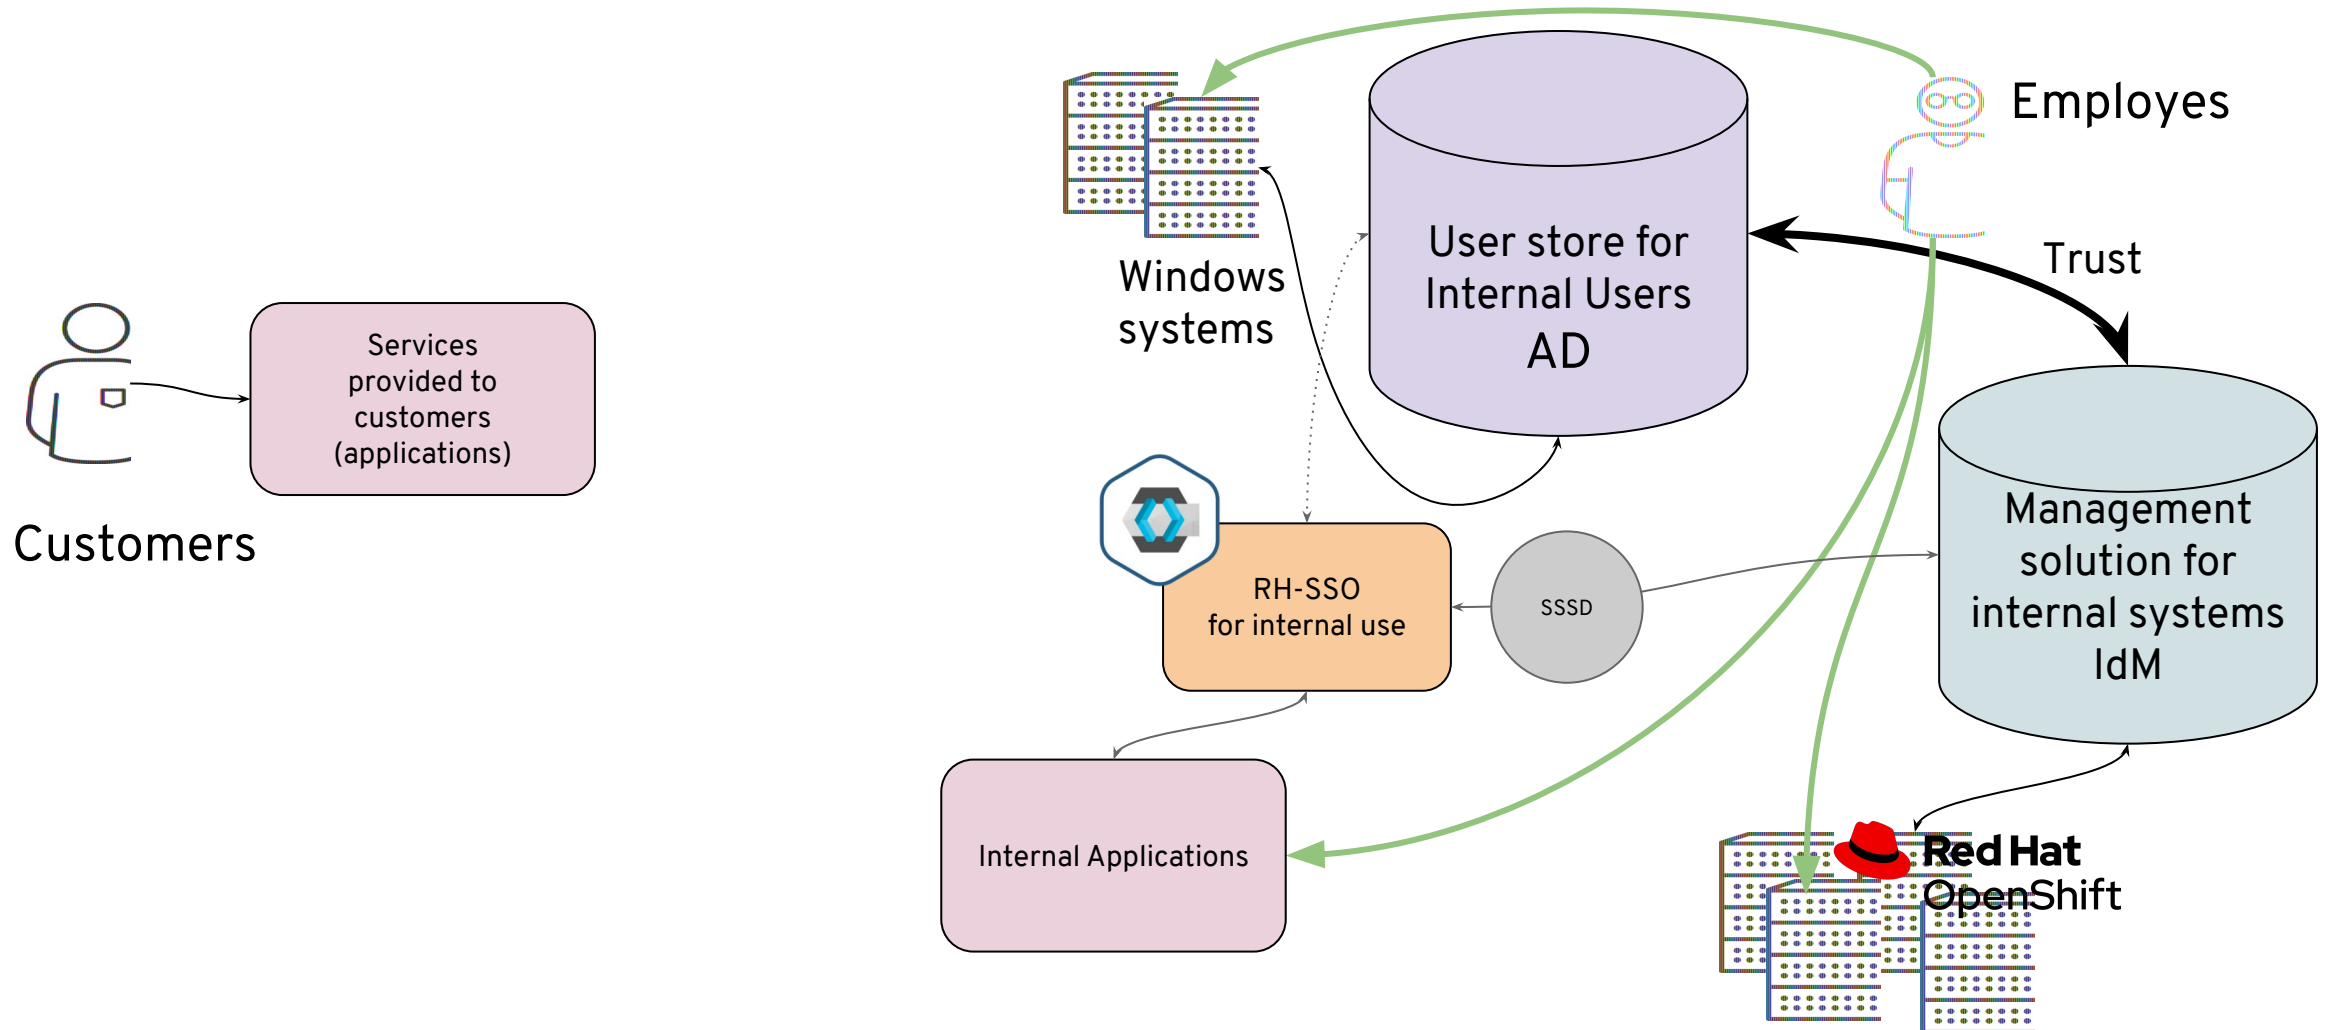 Employes
Windows
systems
User store for
Internal Users
AD
Trust
Services
provided to
customers
(applications)
Customers
Management
solution for
internal systems
IdM
RH-SSO
for internal use
SSSD
Internal Applications
Red Hat
OpenShift